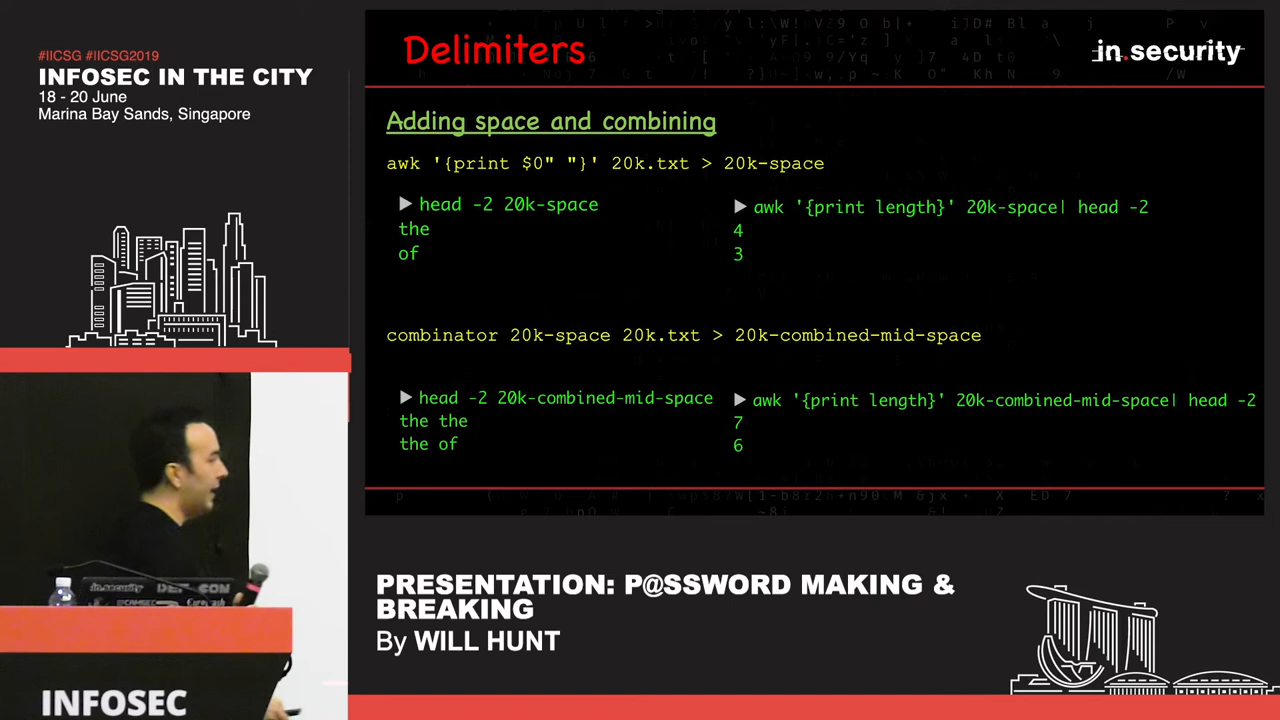 #IICSG #IICSG2019
INFOSEC IN THE CITY
18 - 20 June
Marina Bay Sands, Singapore
Delimiters
in.security
Adding space and combining
awk '{print $0" "}' 20k.txt > 20k-space
▶ head -2 20k-space
the
of
▶ awk '{print length}' 20k-space| head -2
4
3
combinator 20k-space 20k.txt > 20k-combined-mid-space
▶ head -2 20k-combined-mid-space
the the
the of
▶ awk '{print length}' 20k-combined-mid-space| head -2
7
6
in.security
PRESENTATION: P@SSWORD MAKING &
BREAKING
By WILL HUNT
INFOSEC